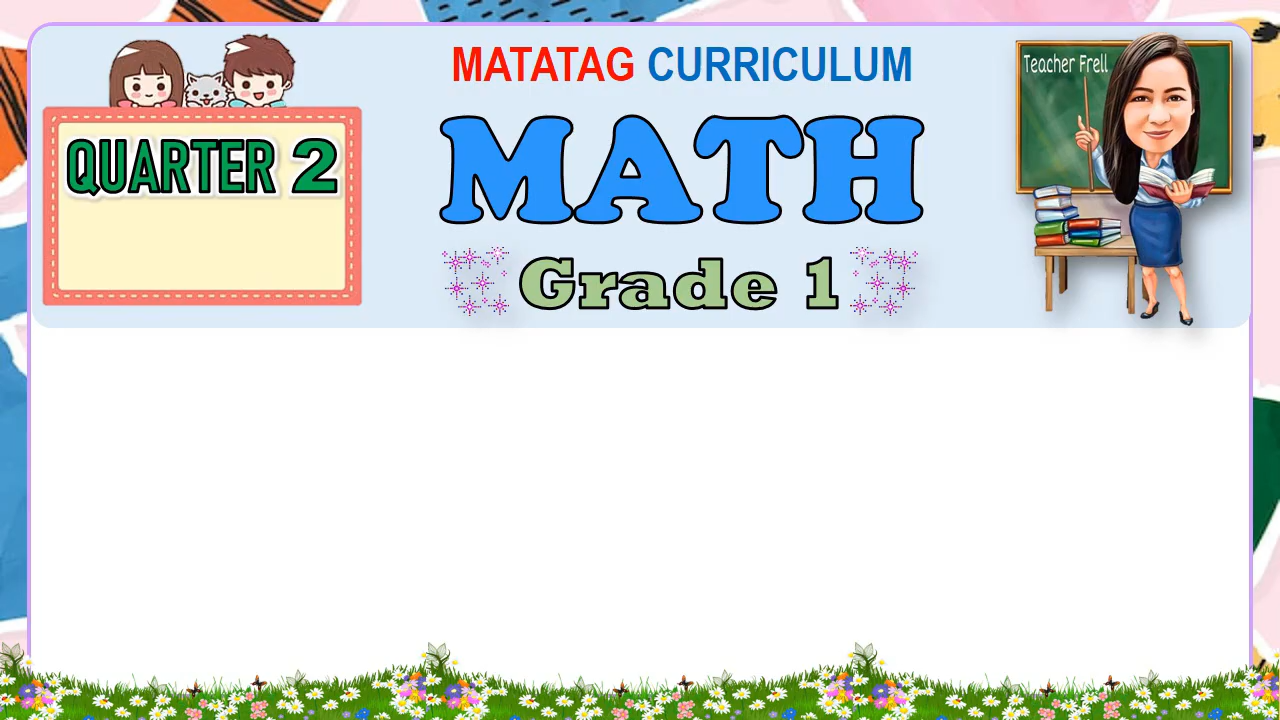 MATATAG CURRICULUM
Teacher Frell
QUARTER 2
MATH
Grade 1